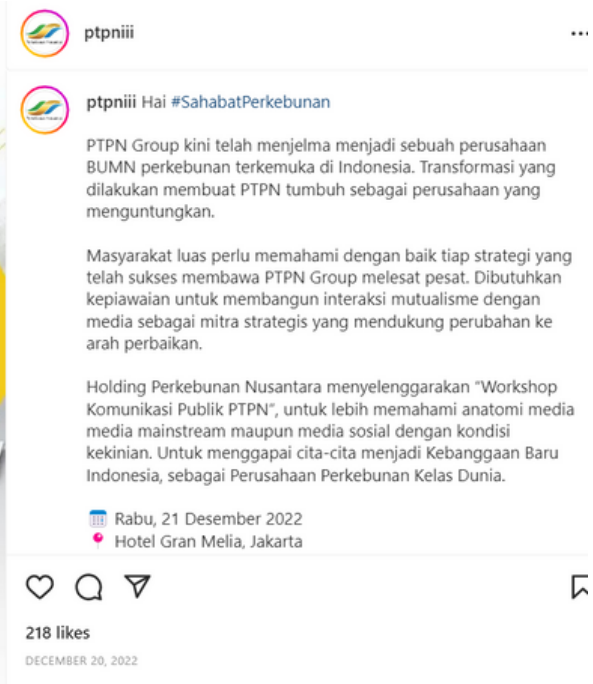 ptpniii
ptpniii Hai #SahabatPerkebunan
PTPN Group kini telah menjelma menjadi sebuah perusahaan
BUMN perkebunan terkemuka di Indonesia. Transformasi yang
dilakukan membuat PTPN tumbuh sebagai perusahaan yang
menguntungkan.
Masyarakat luas perlu memahami dengan baik tiap strategi yang
telah sukses membawa PTPN Group melesat pesat. Dibutuhkan
kepiawaian untuk membangun interaksi mutualisme dengan
media sebagai mitra strategis yang mendukung perubahan ke
arah perbaikan.
Holding Perkebunan Nusantara menyelenggarakan “Workshop
Komunikasi Publik PTPN”, untuk lebih memahami anatomi media
media mainstream maupun media sosial dengan kondisi
kekinian. Untuk menggapai cita-cita menjadi Kebanggaan Baru
Indonesia, sebagai Perusahaan Perkebunan Kelas Dunia.
Rabu, 21 Desember 2022
Hotel Gran Melia, Jakarta
218 likes
DECEMBER 20, 2022